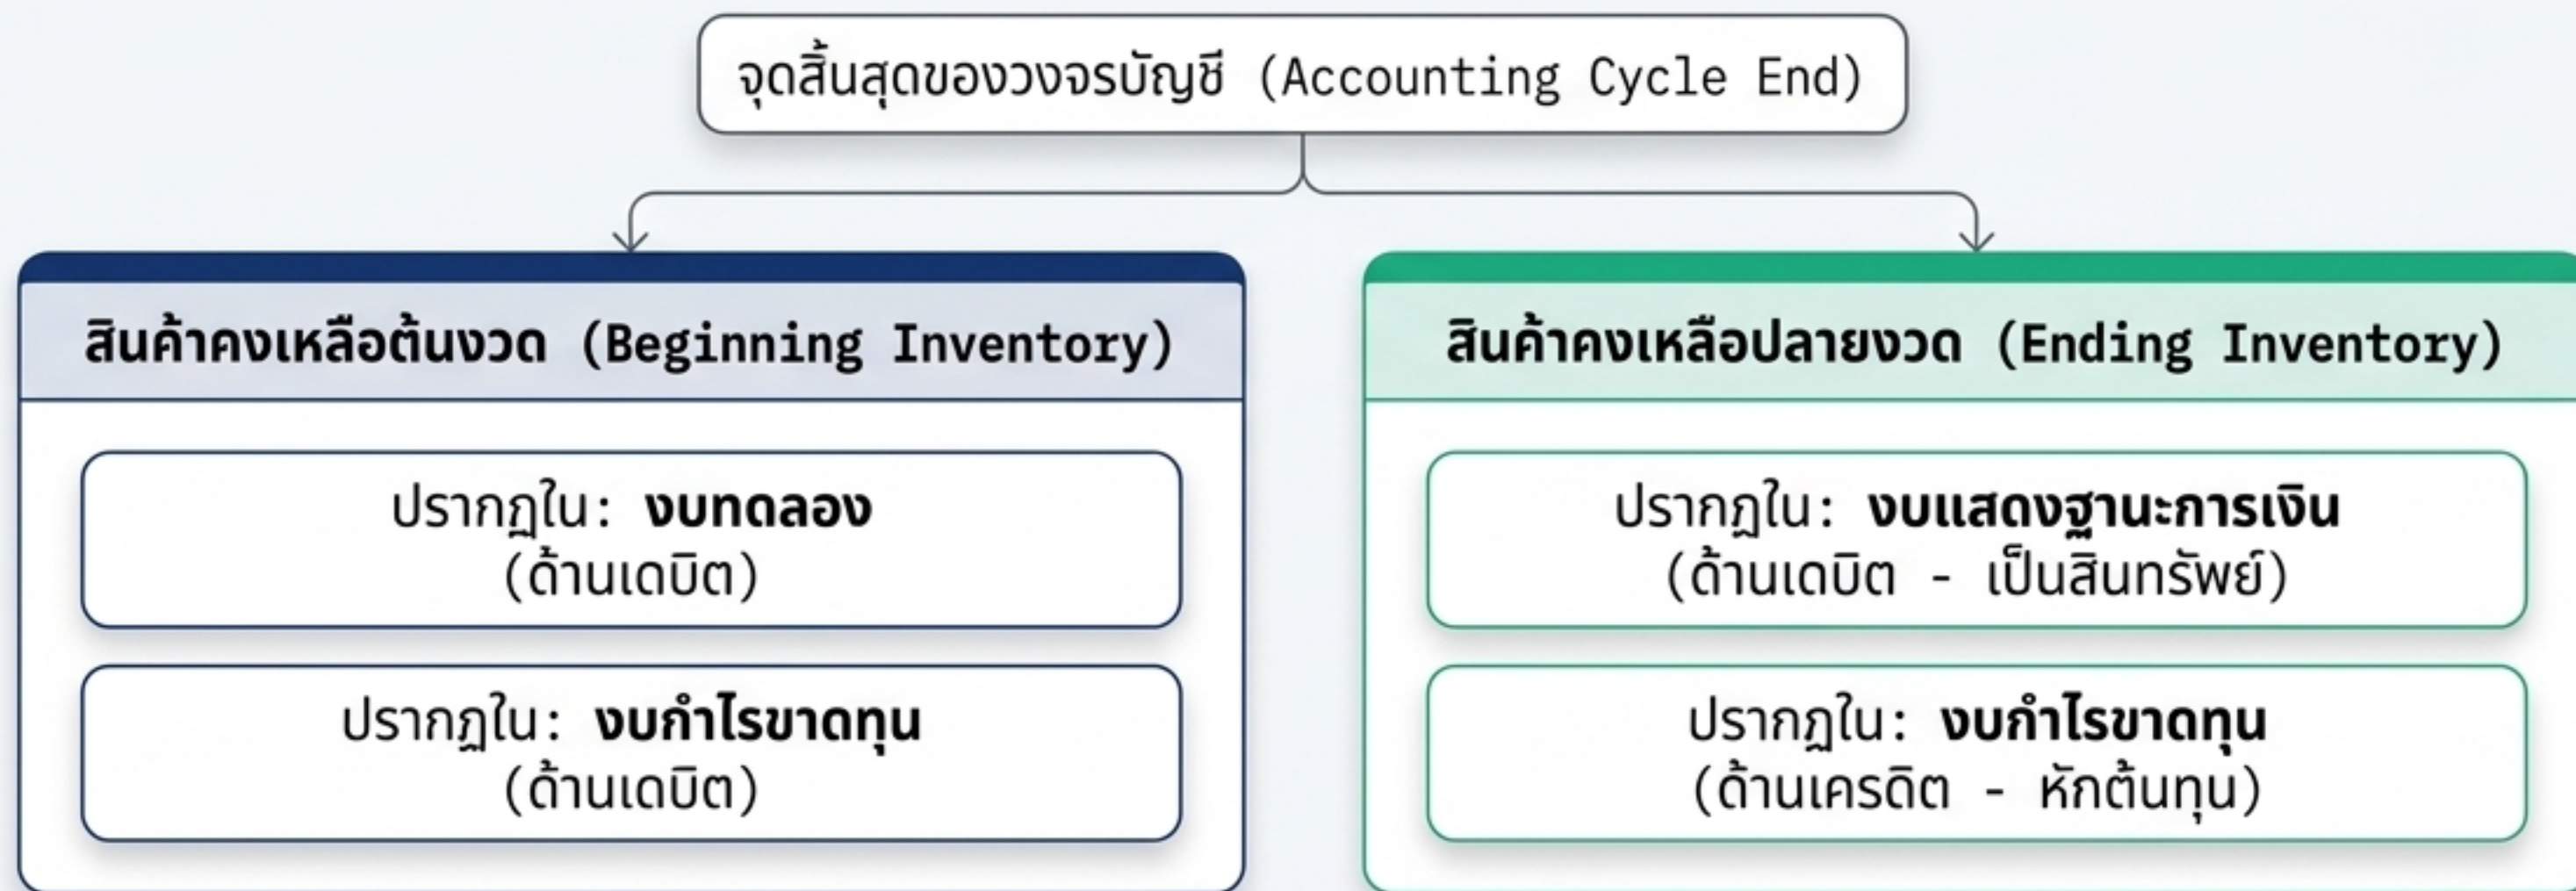 จุดสิ้นสุดของวงจรบัญชี (Accounting Cycle End)
สินค้าคงเหลือต้นงวด (Beginning Inventory)
ปรากฏใน: งบทดลอง
(ด้านเดบิต)
ปรากฏใน: งบกำไรขาดทุน
(ด้านเดบิต)
สินค้าคงเหลือปลายงวด (Ending Inventory)
ปรากฏใน: งบแสดงฐานะการเงิน
(ด้านเดบิต - เป็นสินทรัพย์)
ปรากฏใน: งบกำไรขาดทุน
(ด้านเครดิต - หักต้นทุน)